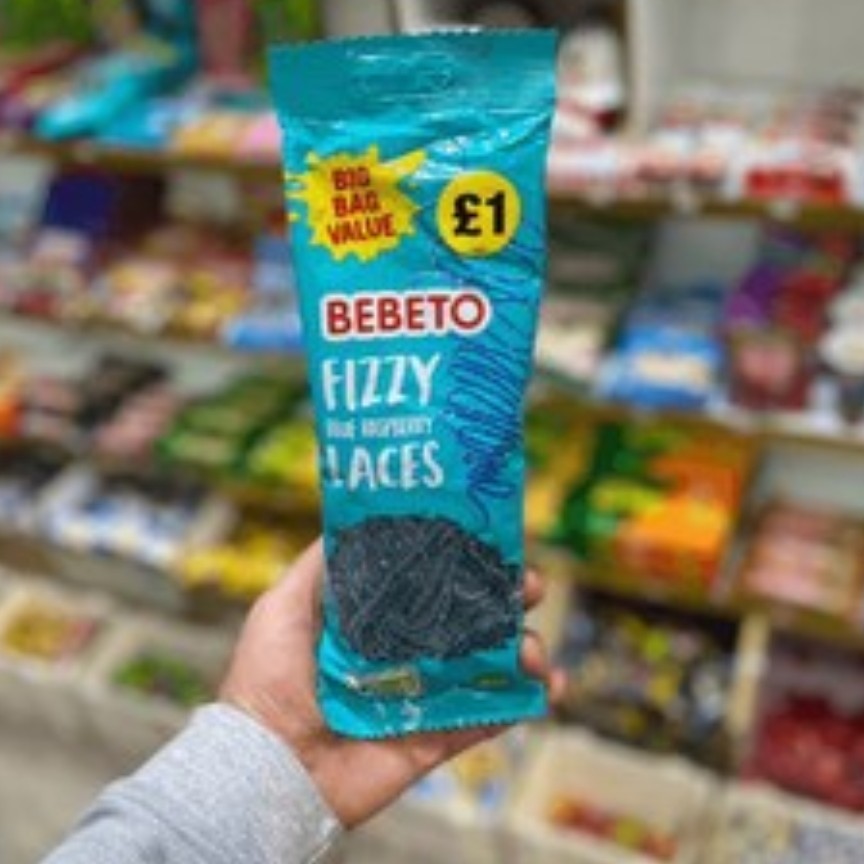 BIG
BAG
VALUE
£1
BEBETO
FIZZY
BLUE RASPBERRY
LACES